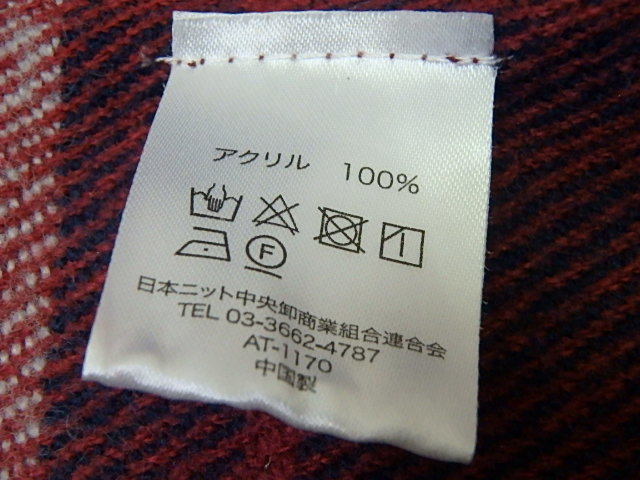 アクリル 100%
F
日本ニット中央卸商業組合連合会
TEL 03-3662-4787
AT-1170
中国製